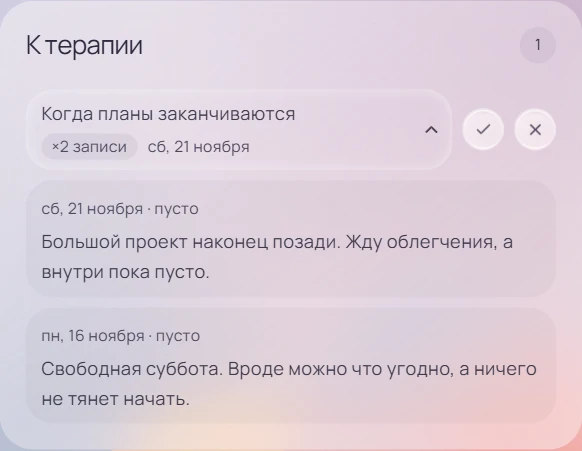 К терапии
1
Когда планы заканчиваются
×2 записи сб, 21 ноября
сб, 21 ноября · пусто
Большой проект наконец позади. Жду облегчения, а
внутри пока пусто.
пн, 16 ноября · пусто
Свободная суббота. Вроде можно что угодно, а ничего
не тянет начать.